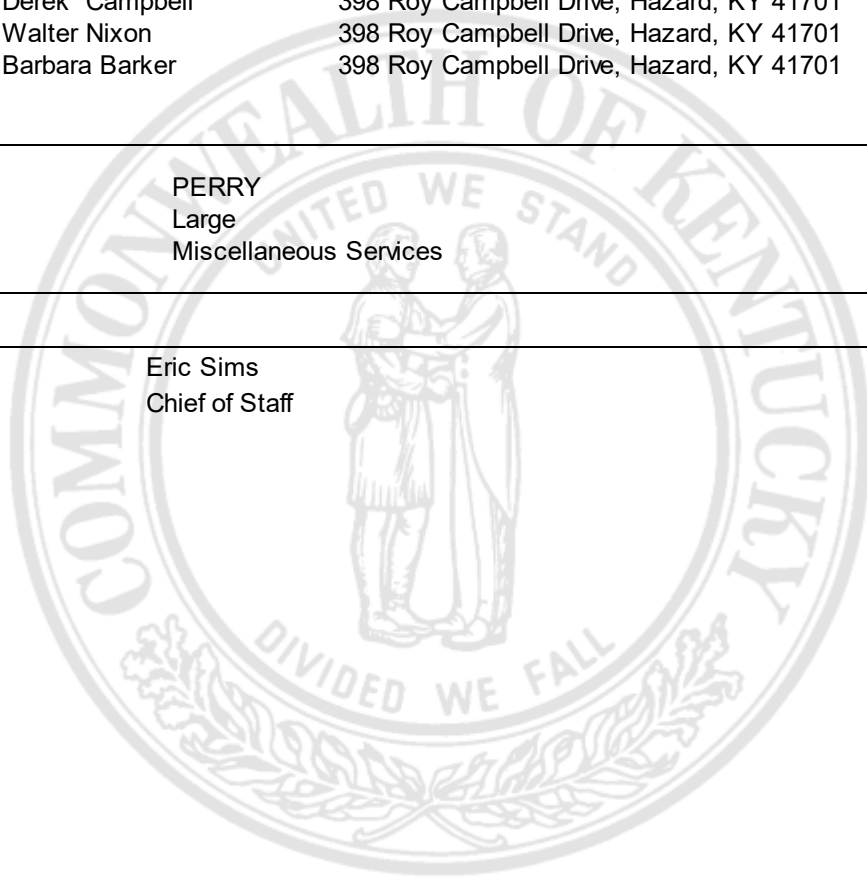 Derek Campbell 398 Roy Campbell Drive, Hazard, KY 41701
Walter Nixon 398 Roy Campbell Drive, Hazard, KY 41701
Barbara Barker 398 Roy Campbell Drive, Hazard, KY 41701
PERRY
Large
Miscellaneous Services
Eric Sims
Chief of Staff
COMMONWEALTH OF KENTUCKY
UNITED WE STAND
DIVIDED WE FALL